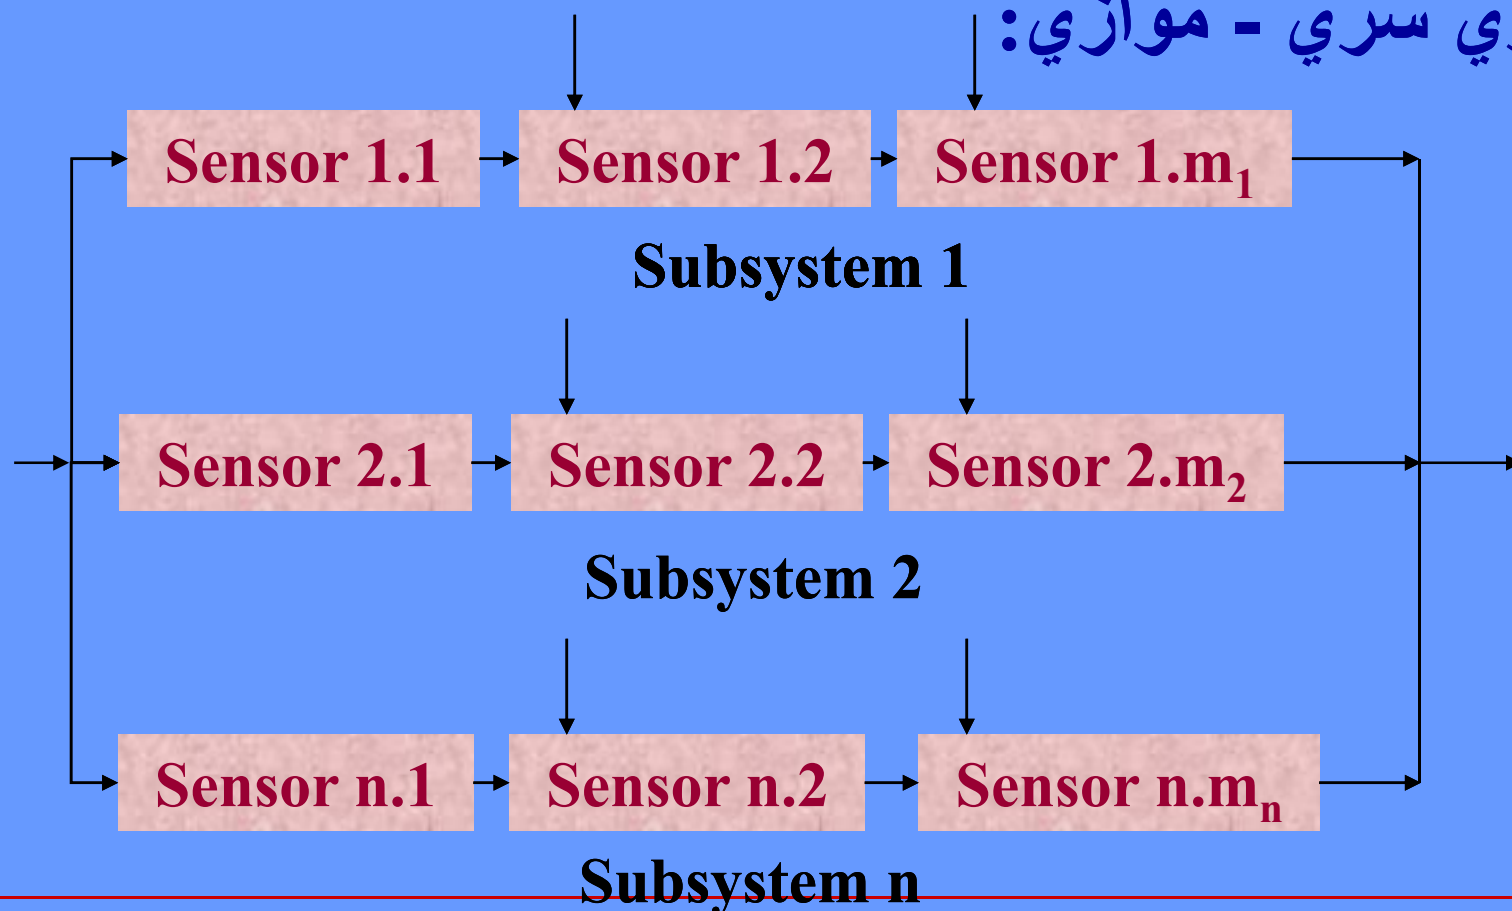 سري - موازي:
Sensor 1.1 Sensor 1.2 Sensor 1.m₁
Subsystem 1
Sensor 2.1 Sensor 2.2 Sensor 2.m₂
Subsystem 2
Sensor n.1 Sensor n.2 Sensor n.mₙ
Subsystem n